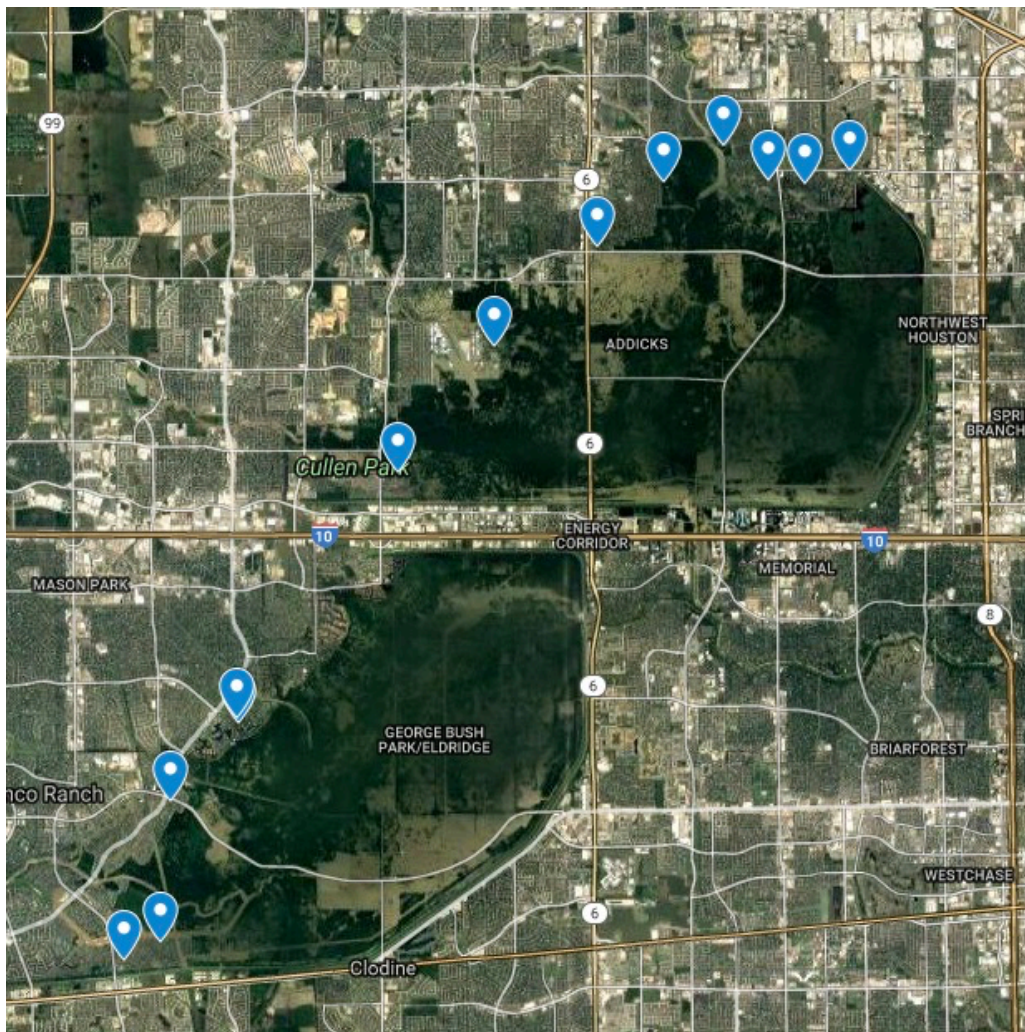 99
6
NORTHWEST
HOUSTON
ADDICKS
SPRI
BRANCH
6
Cullen Park
10
ENERGY
CORRIDOR
10
MASON PARK
MEMORIAL
8
6
GEORGE BUSH
PARK/ELDRIDGE
BRIARFOREST
nco Ranch
WESTCHASE
6
Clodine